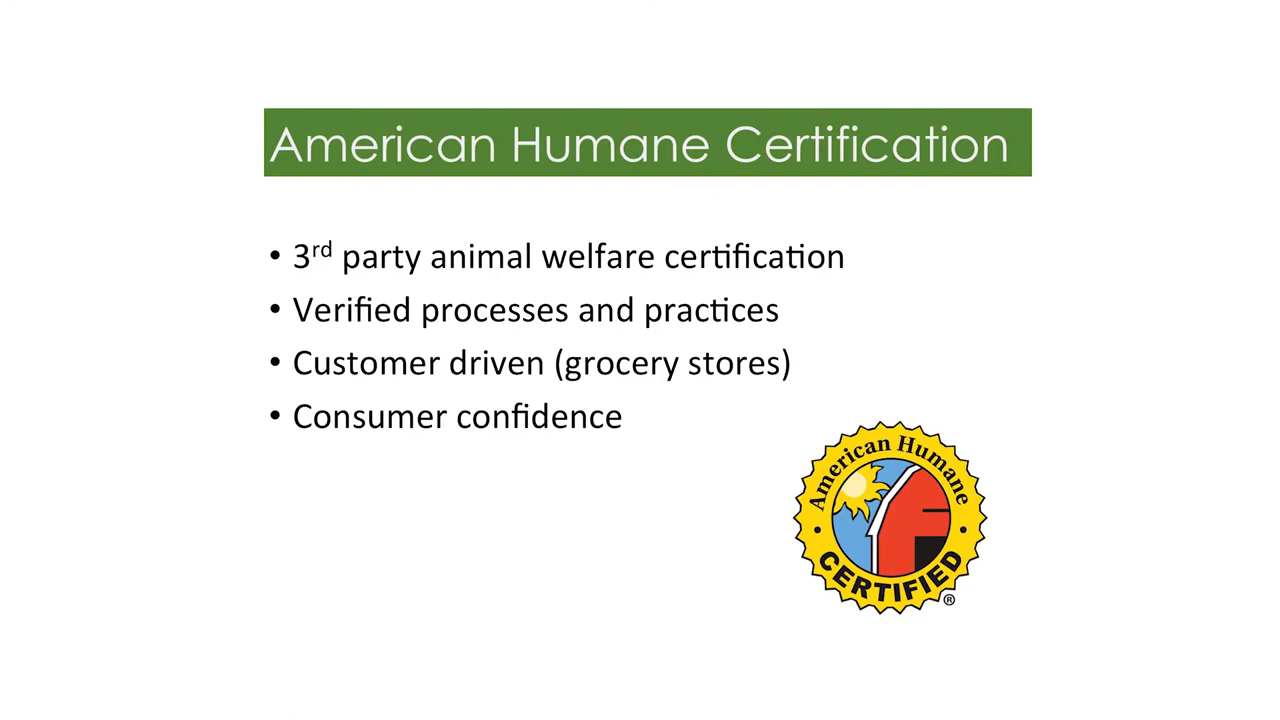 American Humane Certification
• 3rd party animal welfare certification
• Verified processes and practices
• Customer driven (grocery stores)
• Consumer confidence
American Humane
• CERTIFIED •
®